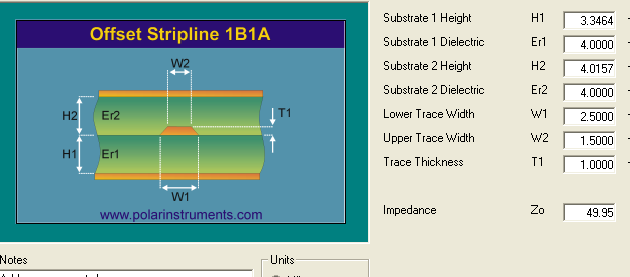 Offset Stripline 1B1A
W2
T1
H2
Er2
H1
Er1
W1
www.polarinstruments.com
Substrate 1 Height H1 3.3464
Substrate 1 Dielectric Er1 4.0000
Substrate 2 Height H2 4.0157
Substrate 2 Dielectric Er2 4.0000
Lower Trace Width W1 2.5000
Upper Trace Width W2 1.5000
Trace Thickness T1 1.0000
Impedance Zo 49.95
Notes
Units